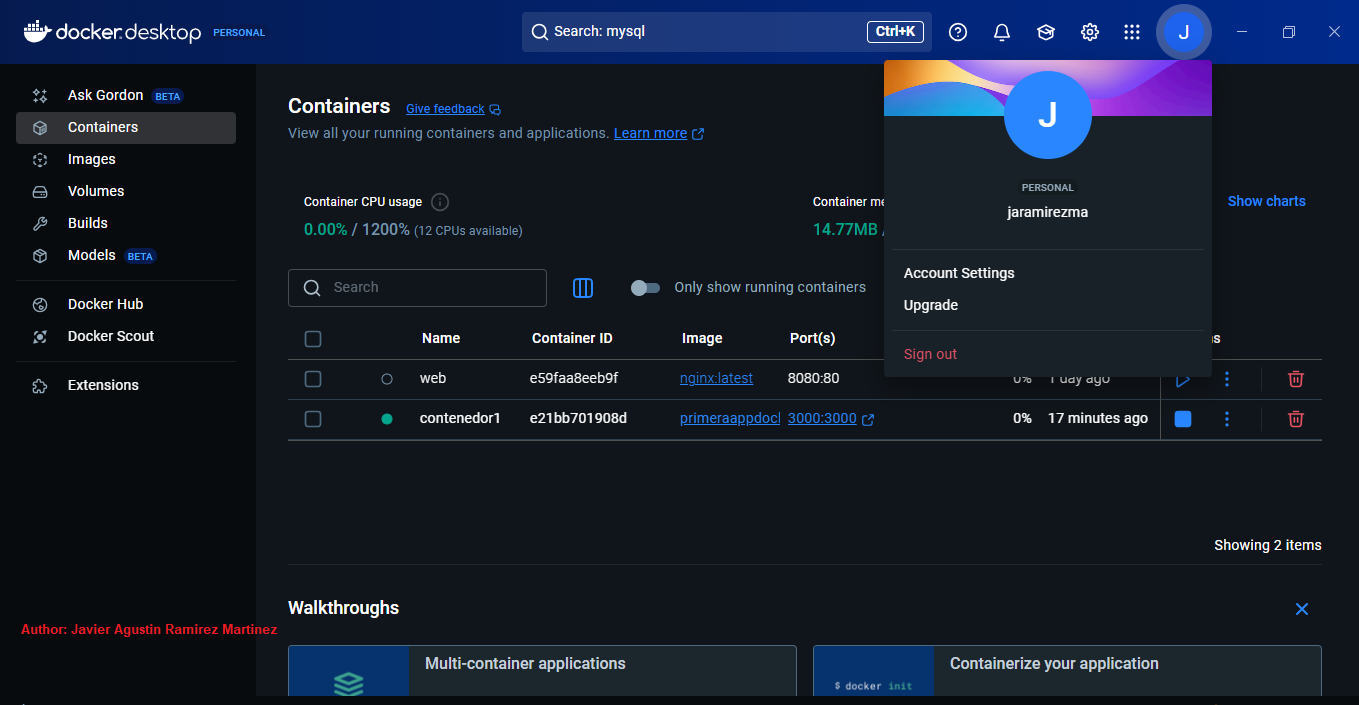 docker.desktop PERSONAL
Search: mysql Ctrl+K
J
Ask Gordon BETA
Containers
Images
Volumes
Builds
Models BETA
Docker Hub
Docker Scout
Extensions
Containers Give feedback
View all your running containers and applications. Learn more
Container CPU usage
0.00% / 1200% (12 CPUs available)
Container me
14.77MB /
Show charts
J
PERSONAL
jaramirezma
Account Settings
Upgrade
Sign out
Search
Only show running containers
Name Container ID Image Port(s)
web e59faa8eeb9f nginx:latest 8080:80 0% 1 day ago
contenedor1 e21bb701908d primeraappdocl 3000:3000 0% 17 minutes ago
Showing 2 items
Walkthroughs
Author: Javier Agustin Ramirez Martinez
Multi-container applications
Containerize your application
$ docker init